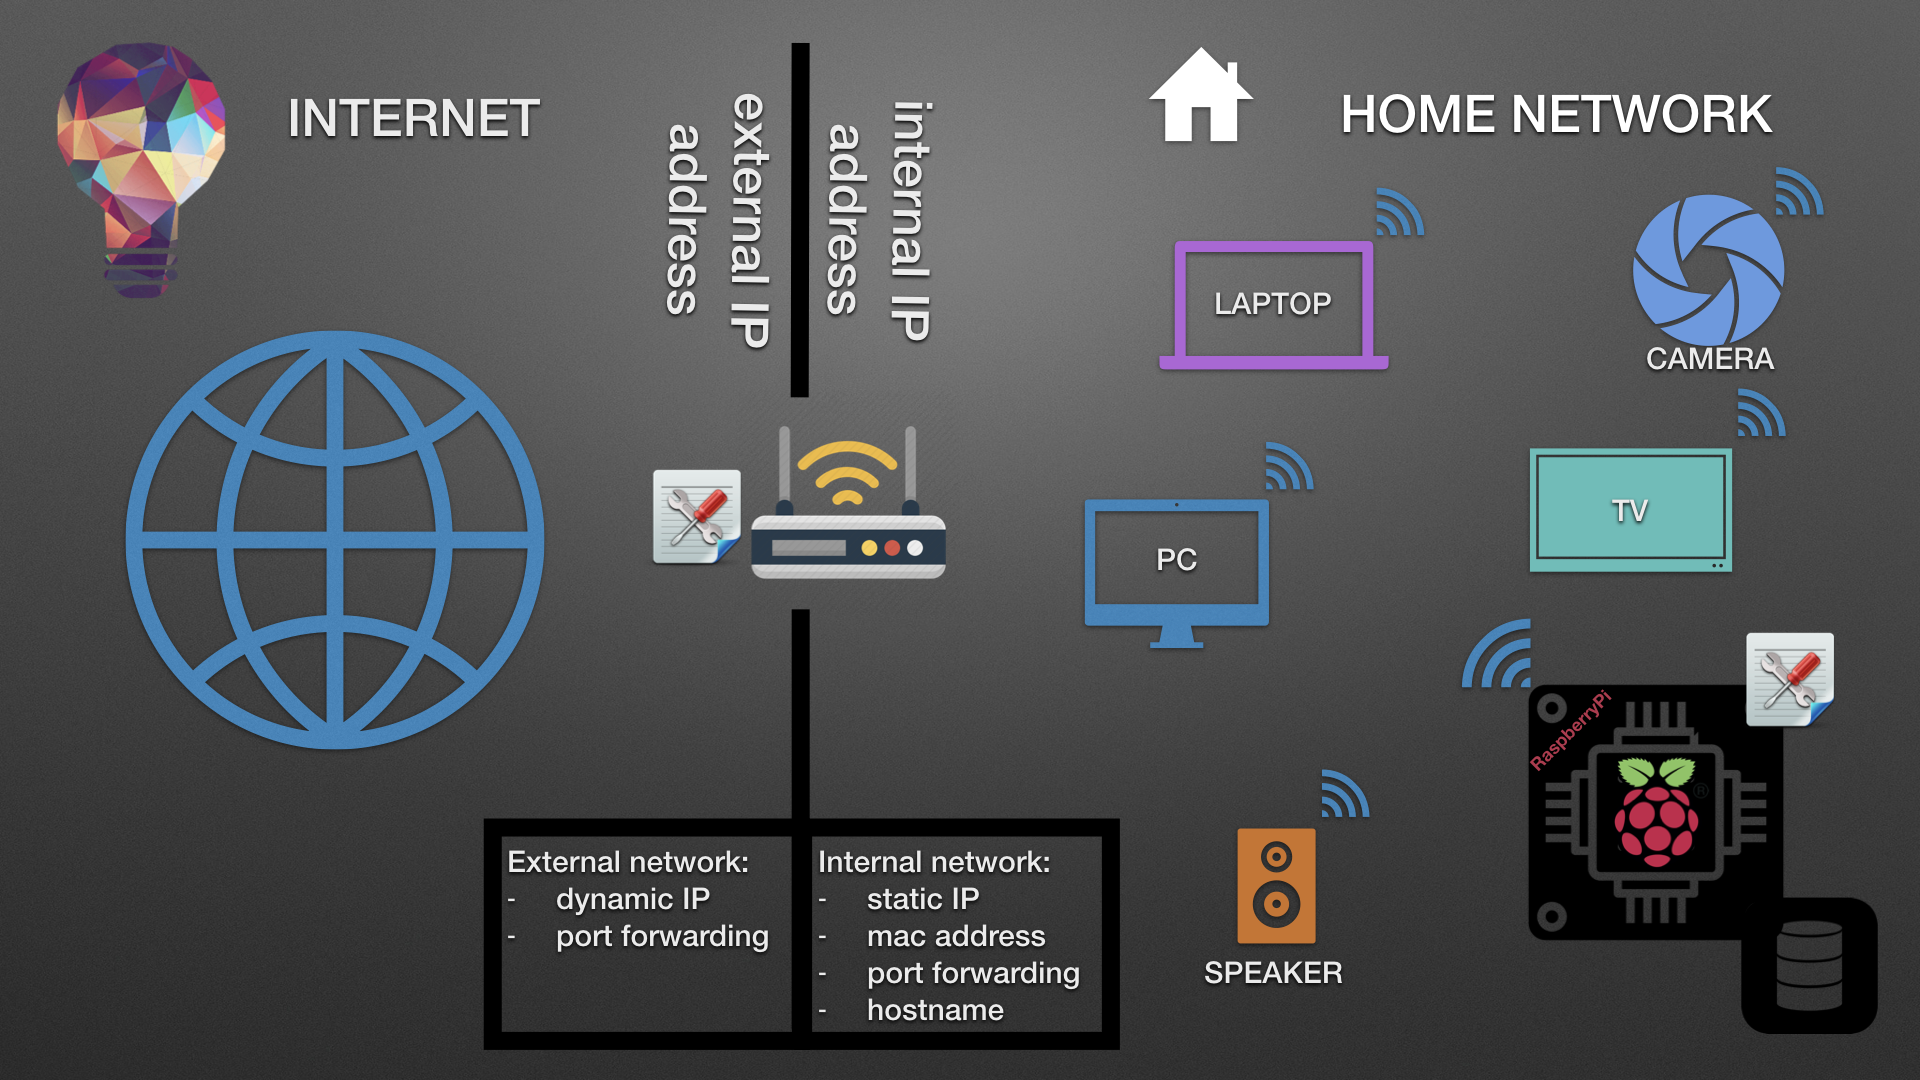 INTERNET
external IP
address
internal IP
address
HOME NETWORK
LAPTOP
CAMERA
PC
TV
RaspberryPi
®
SPEAKER
External network:
- dynamic IP
- port forwarding
Internal network:
- static IP
- mac address
- port forwarding
- hostname